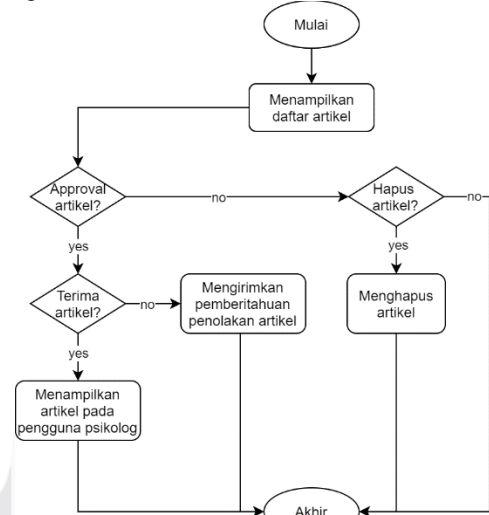 Mulai
Menampilkan
daftar artikel
Approval
artikel?
no
Hapus
artikel?
no
yes
yes
Terima
artikel?
no
Mengirimkan
pemberitahuan
penolakan artikel
Menghapus
artikel
yes
Menampilkan
artikel pada
pengguna psikolog
Akhir